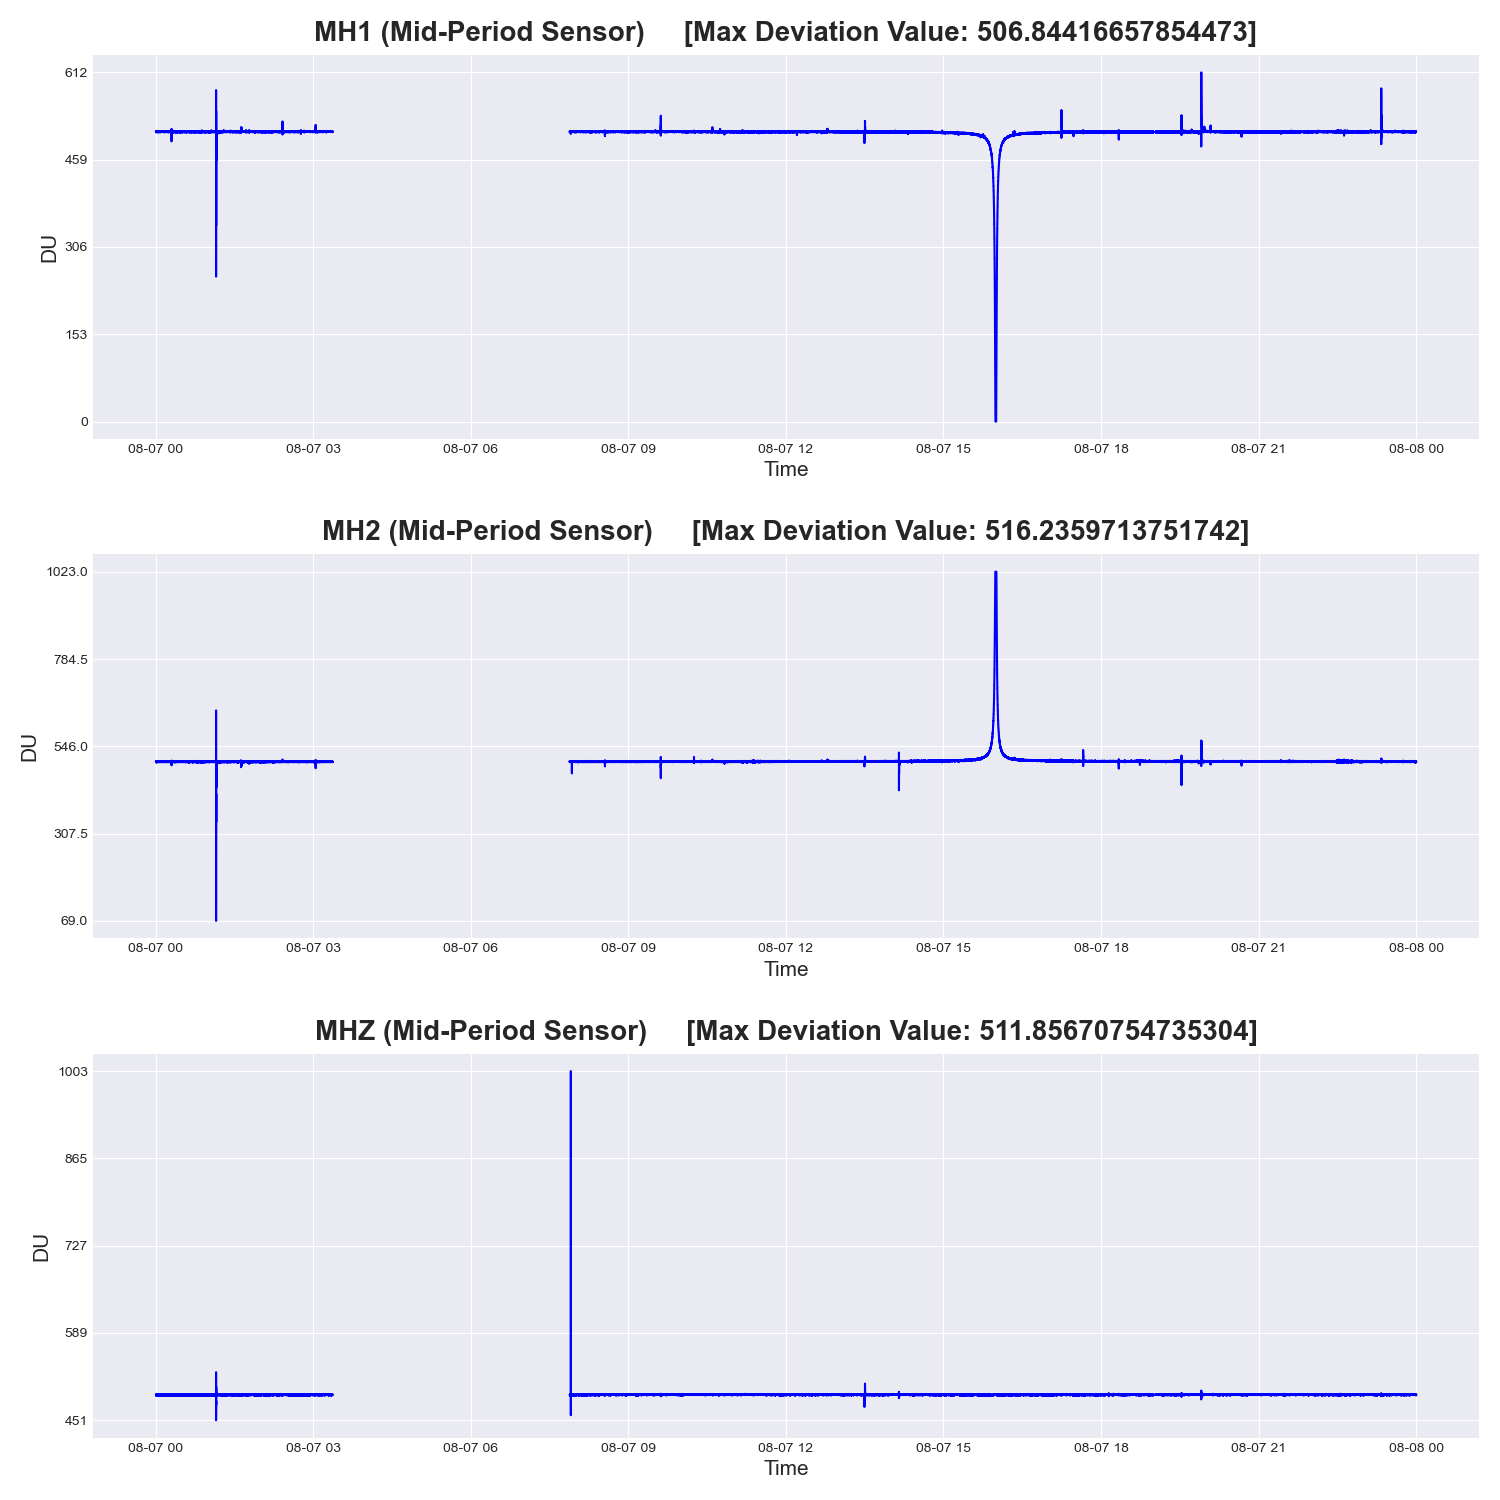 MH1 (Mid-Period Sensor) [Max Deviation Value: 506.84416657854473]
612
459
306
153
0
DU
08-07 00 08-07 03 08-07 06 08-07 09 08-07 12 08-07 15 08-07 18 08-07 21 08-08 00
Time
MH2 (Mid-Period Sensor) [Max Deviation Value: 516.2359713751742]
1023.0
784.5
546.0
307.5
69.0
DU
08-07 00 08-07 03 08-07 06 08-07 09 08-07 12 08-07 15 08-07 18 08-07 21 08-08 00
Time
MHZ (Mid-Period Sensor) [Max Deviation Value: 511.85670754735304]
1003
865
727
589
451
DU
08-07 00 08-07 03 08-07 06 08-07 09 08-07 12 08-07 15 08-07 18 08-07 21 08-08 00
Time